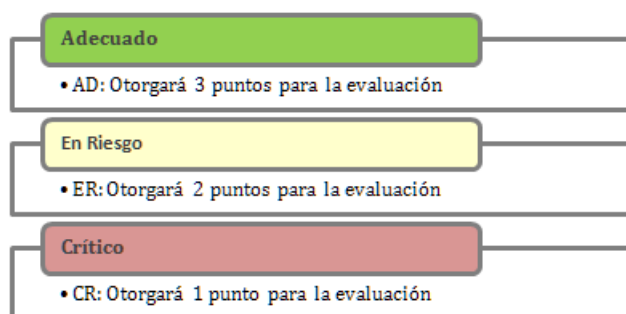 Adecuado
• AD: Otorgará 3 puntos para la evaluación
En Riesgo
• ER: Otorgará 2 puntos para la evaluación
Crítico
• CR: Otorgará 1 punto para la evaluación